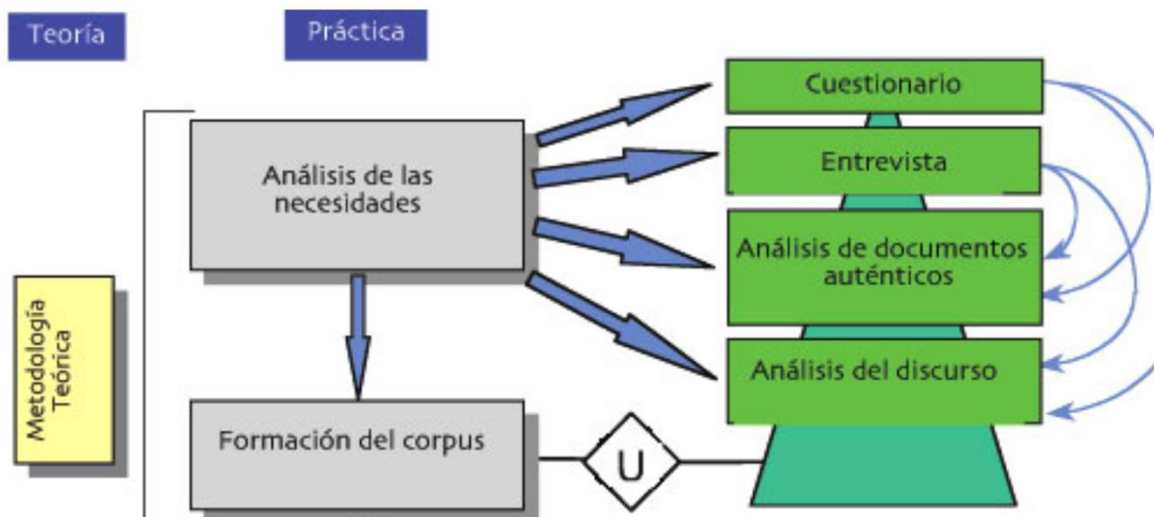 Teoría
Práctica
Cuestionario
Entrevista
Análisis de las
necesidades
Análisis de documentos
auténticos
Metodología
Teórica
Análisis del discurso
Formación del corpus
U